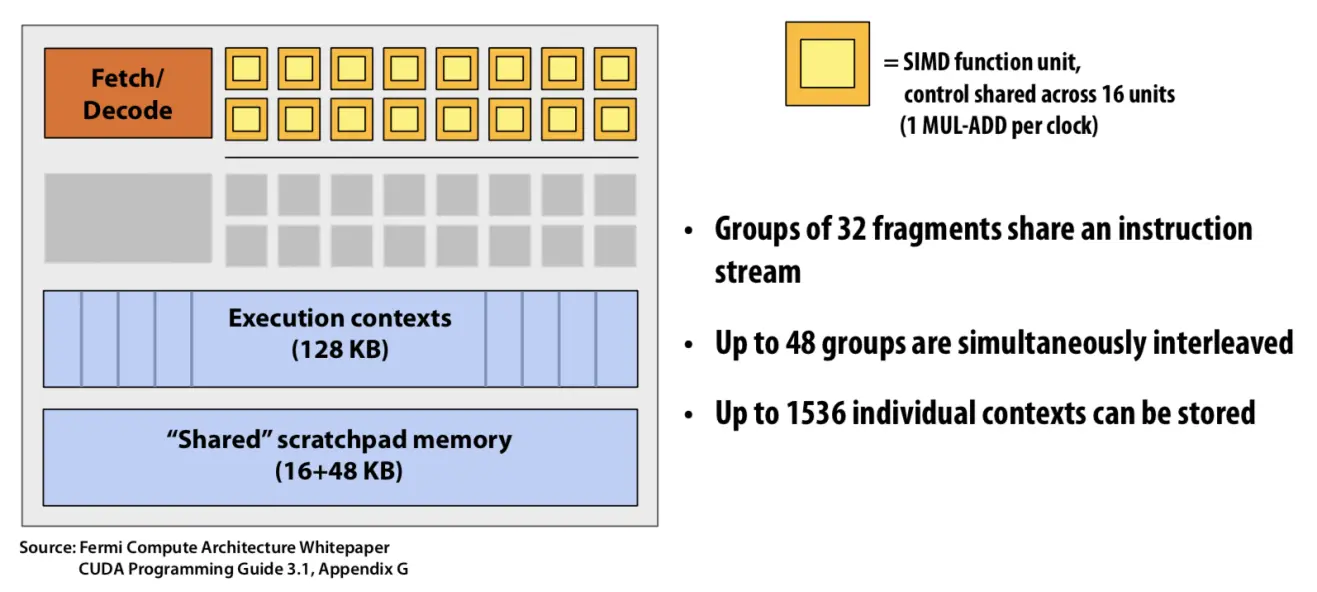 Fetch/
Decode
Execution contexts
(128 KB)
“Shared” scratchpad memory
(16+48 KB)
Source: Fermi Compute Architecture Whitepaper
CUDA Programming Guide 3.1, Appendix G
= SIMD function unit,
control shared across 16 units
(1 MUL-ADD per clock)
• Groups of 32 fragments share an instruction
stream
• Up to 48 groups are simultaneously interleaved
• Up to 1536 individual contexts can be stored